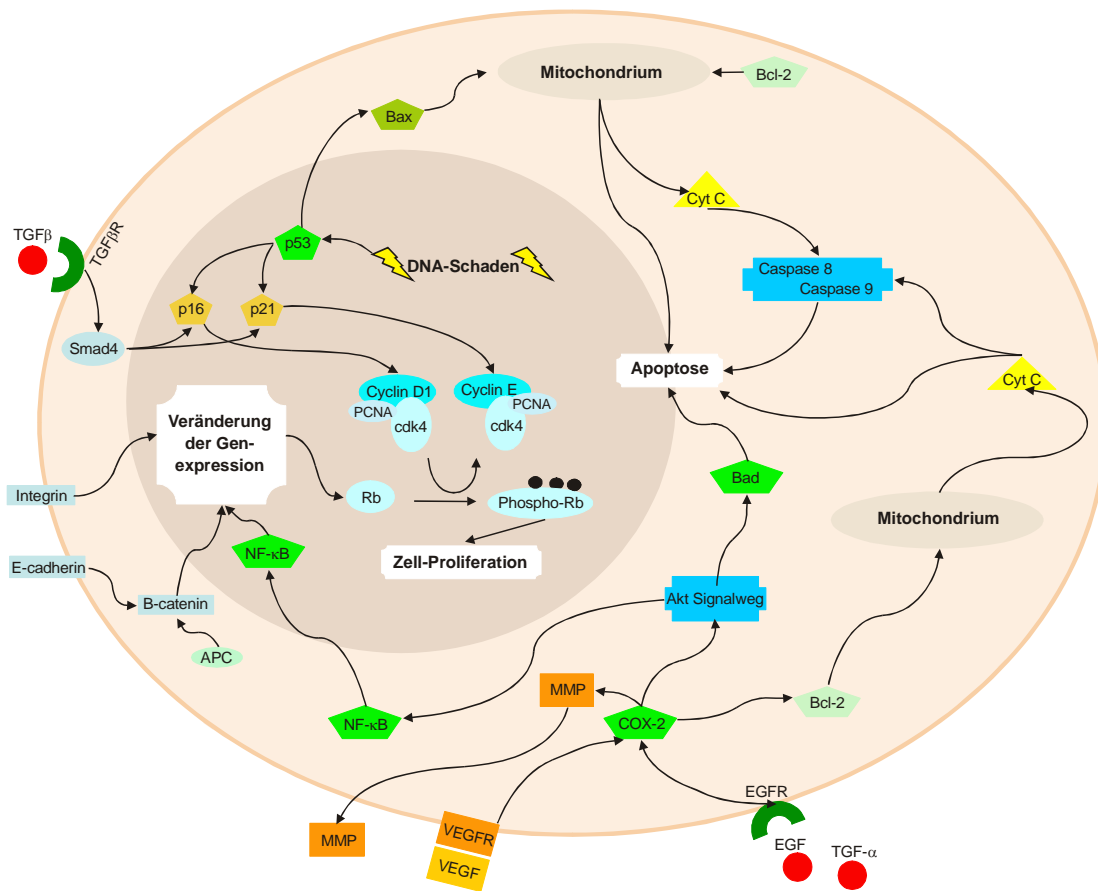 Mitochondrium
Bcl-2
Bax
Cyt C
TGFβ
TGFβR
p53
DNA-Schaden
Caspase 8
Caspase 9
p16
p21
Smad4
Apoptose
Cyt C
Cyclin D1
Cyclin E
PCNA
PCNA
cdk4
cdk4
Veränderung
der Gen-
expression
Bad
Integrin
Rb
Phospho-Rb
Mitochondrium
NF-κB
Zell-Proliferation
E-cadherin
B-catenin
Akt Signalweg
APC
MMP
Bcl-2
NF-κB
COX-2
EGFR
MMP
VEGFR
VEGF
EGF
TGF-α